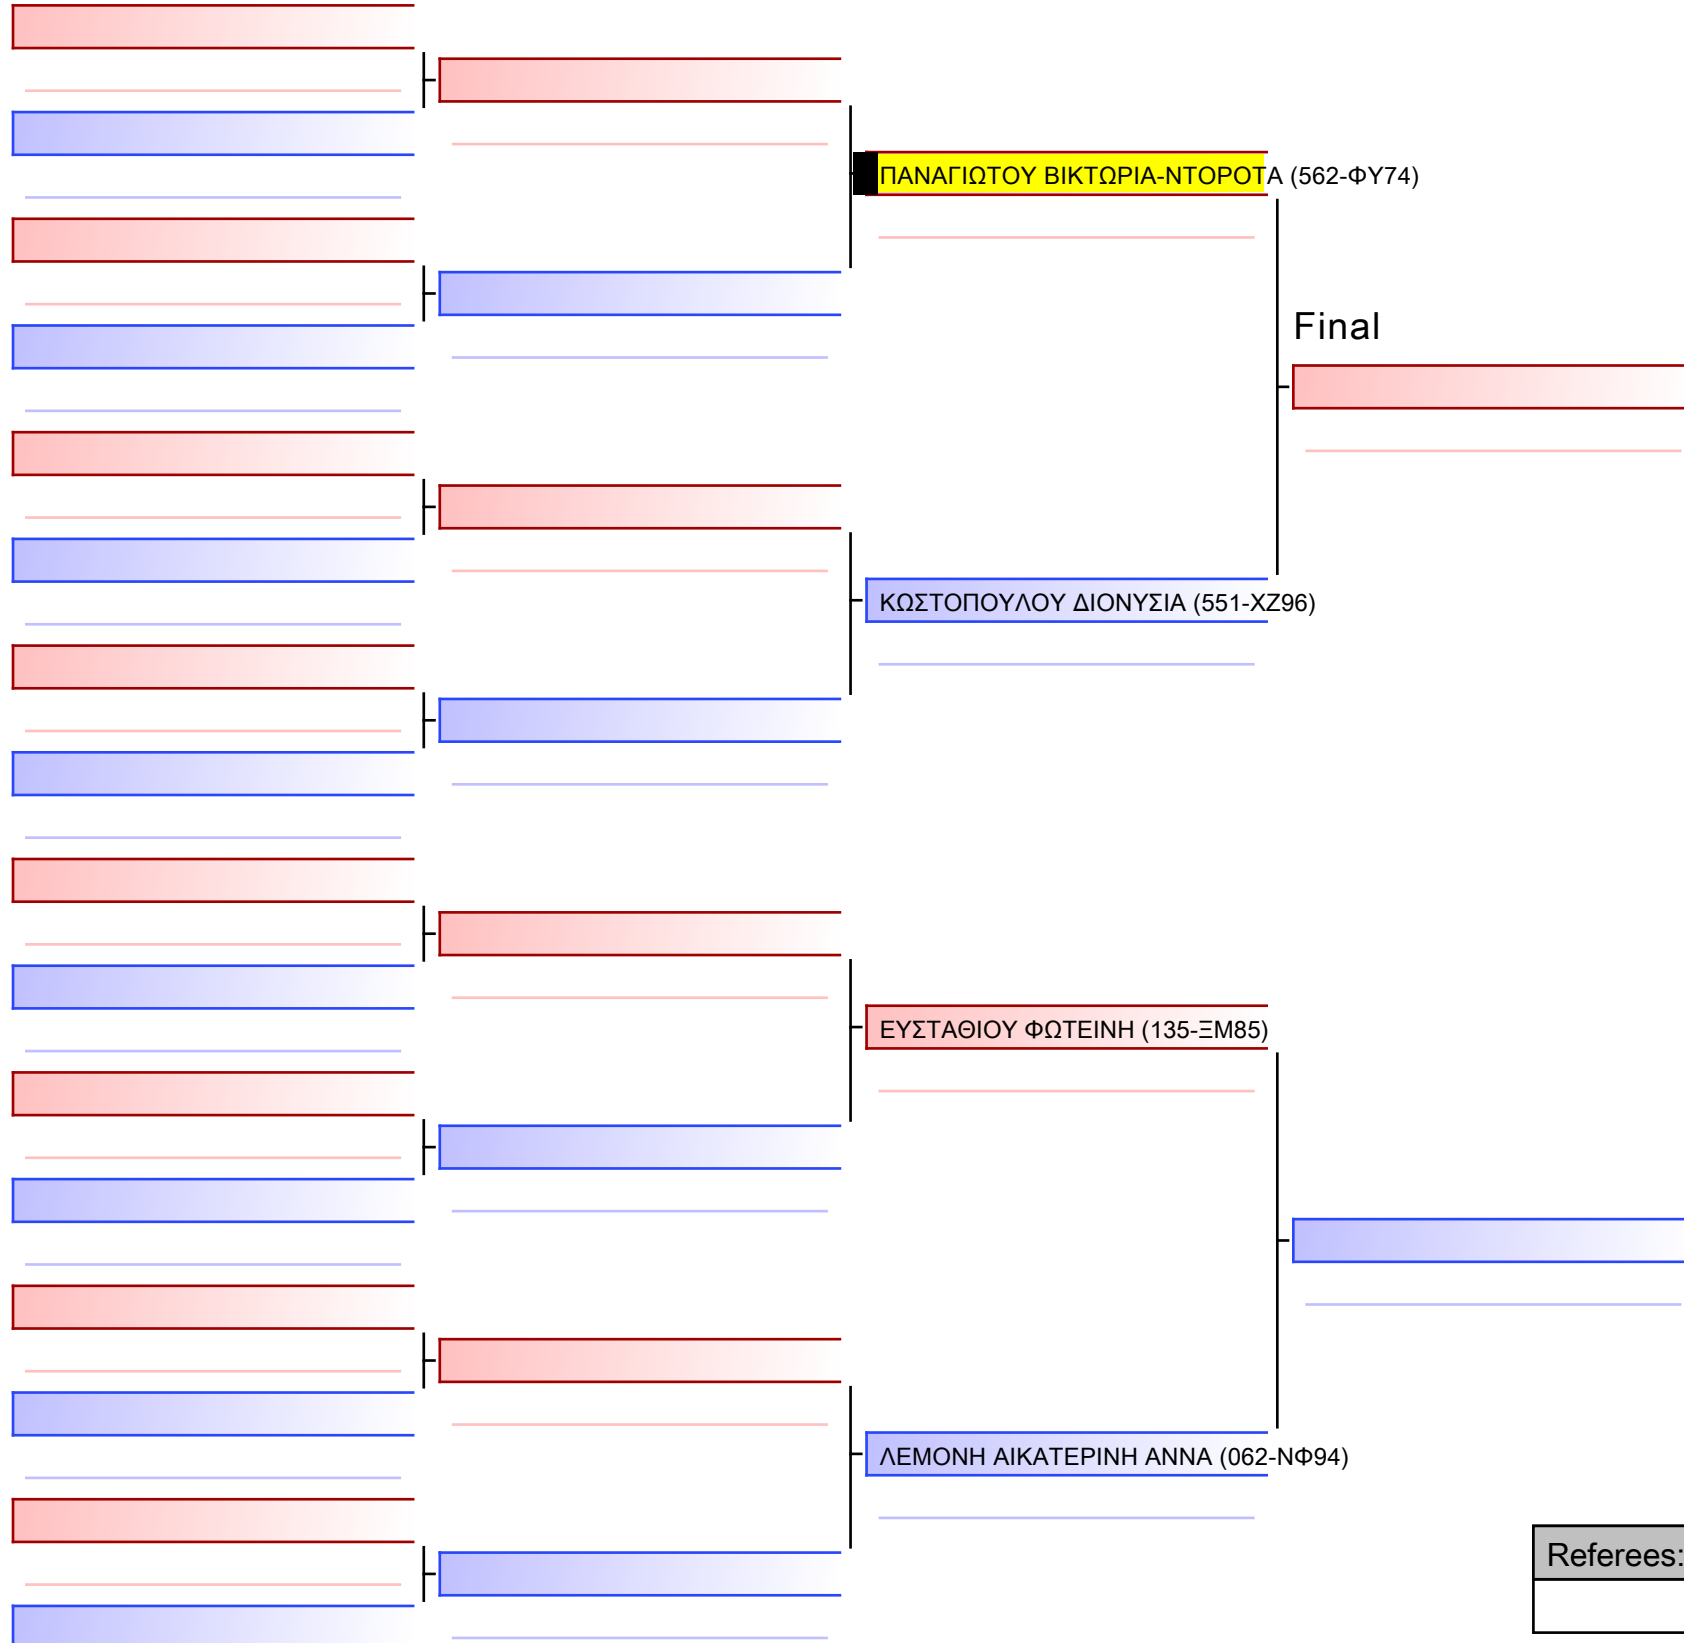 ΠΑΝΑΓΙΩΤΟΥ ΒΙΚΤΩΡΙΑ-ΝΤΟΡΟΤΑ (562-ΦΥ74)
Final
ΚΩΣΤΟΠΟΥΛΟΥ ΔΙΟΝΥΣΙΑ (551-ΧΖ96)
ΕΥΣΤΑΘΙΟΥ ΦΩΤΕΙΝΗ (135-ΞΜ85)
ΛΕΜΟΝΗ ΑΙΚΑΤΕΡΙΝΗ ΑΝΝΑ (062-ΝΦ94)
Referees: